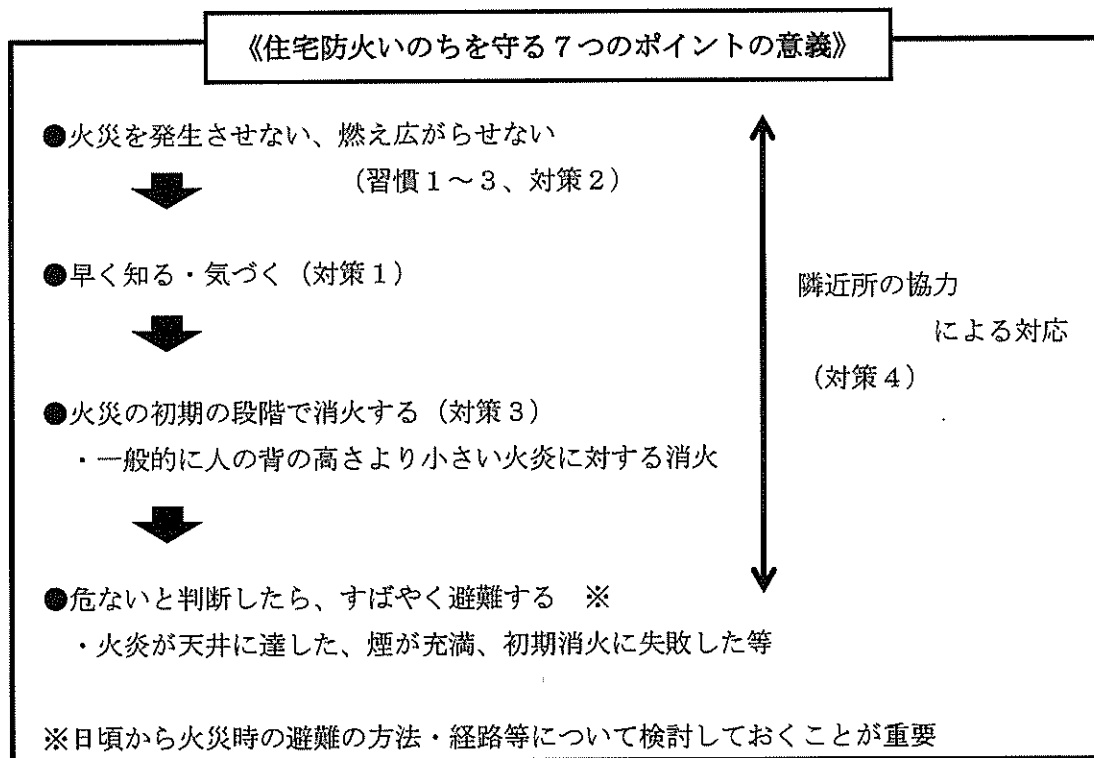 《住宅防火いのちを守る7つのポイントの意義》
●火災を発生させない、燃え広がらせない
（習慣1～3、対策2）
●早く知る・気づく（対策1）
●火災の初期の段階で消火する（対策3）
・一般的に人の背の高さより小さい火炎に対する消火
●危ないと判断したら、すばやく避難する　※
・火炎が天井に達した、煙が充満、初期消火に失敗した等
隣近所の協力
による対応
（対策4）
※日頃から火災時の避難の方法・経路等について検討しておくことが重要